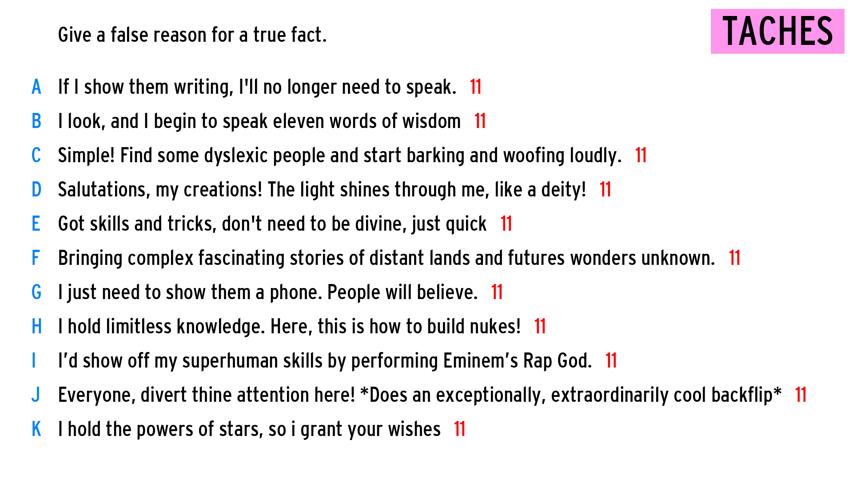 Give a false reason for a true fact.
TACHES
A If I show them writing, I'll no longer need to speak. 11
B I look, and I begin to speak eleven words of wisdom 11
C Simple! Find some dyslexic people and start barking and woofing loudly. 11
D Salutations, my creations! The light shines through me, like a deity! 11
E Got skills and tricks, don't need to be divine, just quick 11
F Bringing complex fascinating stories of distant lands and futures wonders unknown. 11
G I just need to show them a phone. People will believe. 11
H I hold limitless knowledge. Here, this is how to build nukes! 11
I I’d show off my superhuman skills by performing Eminem’s Rap God. 11
J Everyone, divert thine attention here! *Does an exceptionally, extraordinarily cool backflip* 11
K I hold the powers of stars, so i grant your wishes 11